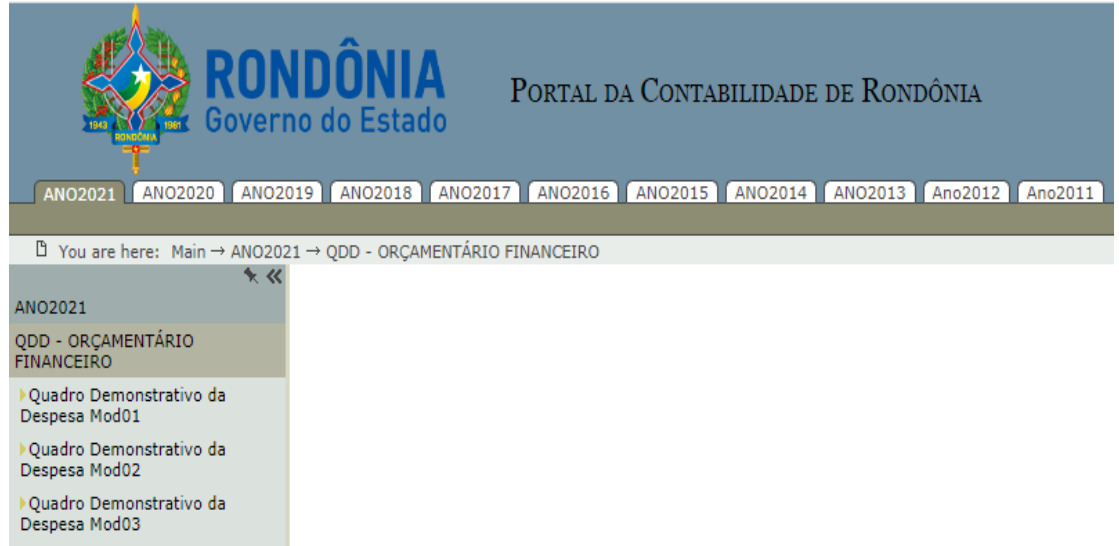 RONDÔNIA
Governo do Estado
1943 1981
RONDÔNIA
PORTAL DA CONTABILIDADE DE RONDÔNIA
ANO2021 ANO2020 ANO2019 ANO2018 ANO2017 ANO2016 ANO2015 ANO2014 ANO2013 Ano2012 Ano2011
You are here: Main → ANO2021 → QDD - ORÇAMENTÁRIO FINANCEIRO
ANO2021
QDD - ORÇAMENTÁRIO
FINANCEIRO
Quadro Demonstrativo da
Despesa Mod01
Quadro Demonstrativo da
Despesa Mod02
Quadro Demonstrativo da
Despesa Mod03